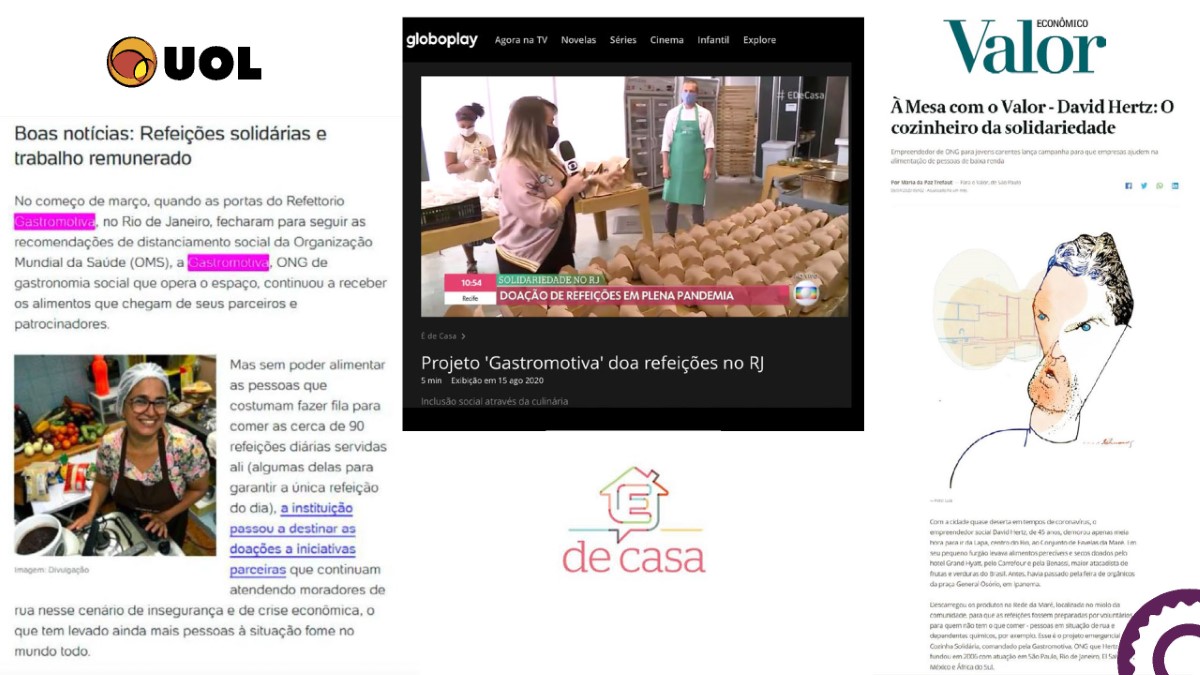 UOL
Boas notícias: Refeições solidárias e
trabalho remunerado
No começo de março, quando as portas do Refettorio
Gastromotiva, no Rio de Janeiro, fecharam para seguir as
recomendações de distanciamento social da Organização
Mundial da Saúde (OMS), a Gastromotiva, ONG de
gastronomia social que opera o espaço, continuou a receber
os alimentos que chegam de seus parceiros e
patrocinadores.
Mas sem poder alimentar
as pessoas que
costumam fazer fila para
comer as cerca de 90
refeições diárias servidas
ali (algumas delas para
garantir a única refeição
do dia), a instituição
passou a destinar as
doações a iniciativas
parceiras que continuam
Imagem: Divulgação
atendendo moradores de
rua nesse cenário de insegurança e de crise econômica, o
que tem levado ainda mais pessoas à situação fome no
mundo todo.
globoplay Agora na TV Novelas Séries Cinema Infantil Explore
#EDeCasa
10:54 SOLIDARIEDADE NO RJ
Recife DOAÇÃO DE REFEIÇÕES EM PLENA PANDEMIA
É de Casa >
Projeto 'Gastromotiva' doa refeições no RJ
5 min Exibição em 15 ago 2020
Inclusão social através da culinária
É
de casa
ECONÔMICO
Valor
À Mesa com o Valor - David Hertz: O
cozinheiro da solidariedade
Empreendedor de ONG para jovens carentes lança campanha para que empresas ajudem na
alimentação de pessoas de baixa renda
Por Maria da Paz Trefaut - Para o Valor, de São Paulo
Com a cidade quase deserta em tempos de coronavírus, o
empreendedor social David Hertz, de 45 anos, demorou apenas meia
hora para ir da Lapa, centro do Rio, ao Conjunto de Favelas da Maré. Em
seu pequeno furgão levava alimentos perecíveis e secos doados pelo
hotel Grand Hyatt, pelo Carrefour e pela Benassi, maior atacadista de
frutas e verduras do Brasil. Antes, havia passado pela feira de orgânicos
da praça General Osório, em Ipanema.
Descarregou os produtos na Rede da Maré, localizada no miolo da
comunidade, para que as refeições fossem preparadas por voluntários
para quem não tem o que comer - pessoas em situação de rua e
dependentes químicos, por exemplo. Esse é o projeto emergencial
Cozinha Solidária, comandado pela Gastromotiva, ONG que Hertz
fundou em 2006 com atuação em São Paulo, Rio de Janeiro, El
México e África do Sul.